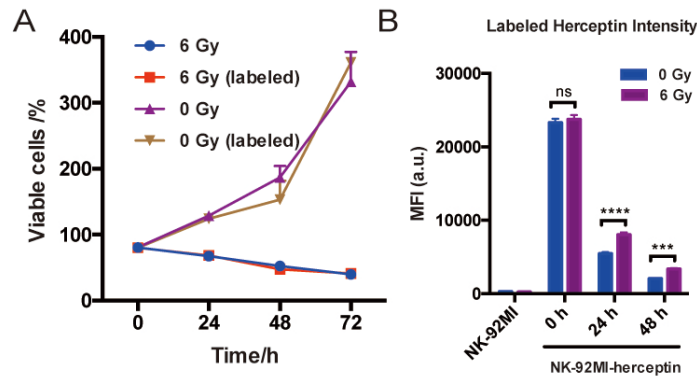 A
400
300
200
100
0
Viable cells /%
6 Gy
6 Gy (labeled)
0 Gy
0 Gy (labeled)
0 24 48 72
Time/h
B
Labeled Herceptin Intensity
30000
20000
10000
0
MFI (a.u.)
0 Gy
6 Gy
ns
****
***
NK-92MI
0 h
24 h
48 h
NK-92MI-herceptin